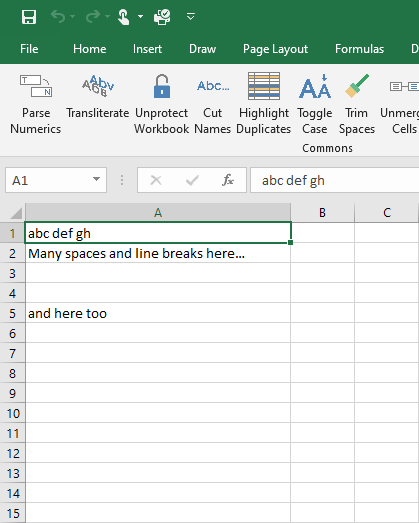 File Home Insert Draw Page Layout Formulas D
Parse Numerics
Transliterate
Unprotect Workbook
Abc... Cut Names
Highlight Duplicates
Toggle Case
Trim Spaces
Unmerg Cells
Commons
A1 fx abc def gh
A B C
1 abc def gh
2 Many spaces and line breaks here...
3
4
5 and here too
6
7
8
9
10
11
12
13
14
15